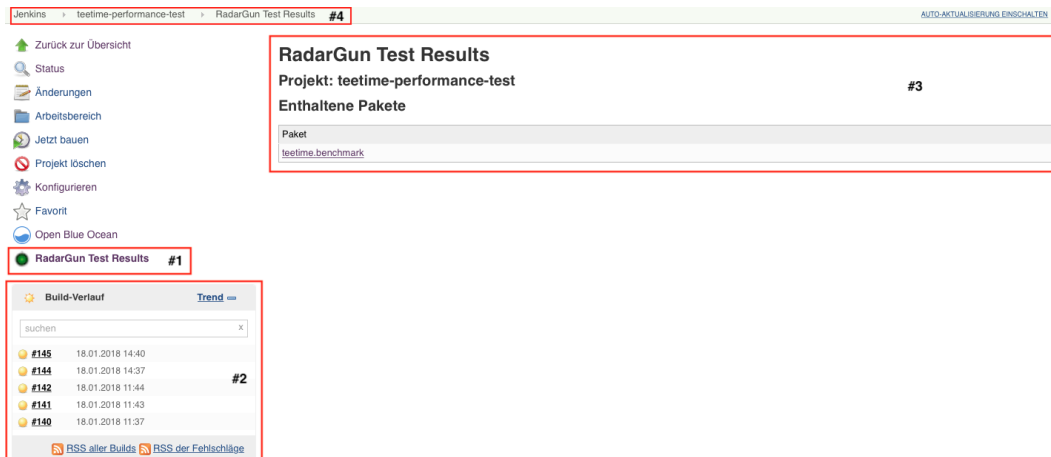 Jenkins teetime-performance-test RadarGun Test Results #4
AUTO-AKTUALISIERUNG EINSCHALTEN
Zurück zur Übersicht
Status
Änderungen
Arbeitsbereich
Jetzt bauen
Projekt löschen
Konfigurieren
Favorit
Open Blue Ocean
RadarGun Test Results #1
Build-Verlauf Trend
suchen x
#145 18.01.2018 14:40
#144 18.01.2018 14:37
#142 18.01.2018 11:44
#141 18.01.2018 11:43
#140 18.01.2018 11:37
#2
RSS aller Builds RSS der Fehlschläge
RadarGun Test Results
Projekt: teetime-performance-test
#3
Enthaltene Pakete
Paket
teetime.benchmark